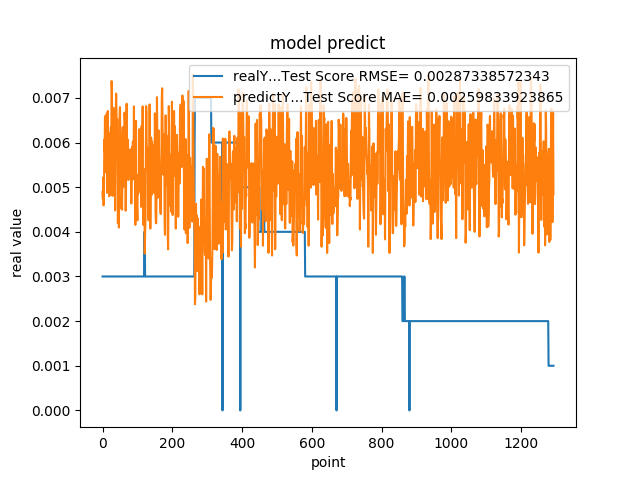 model predict
realY...Test Score RMSE= 0.00287338572343
predictY...Test Score MAE= 0.00259833923865
0.007
0.006
0.005
0.004
0.003
0.002
0.001
0.000
real value
0 200 400 600 800 1000 1200
point